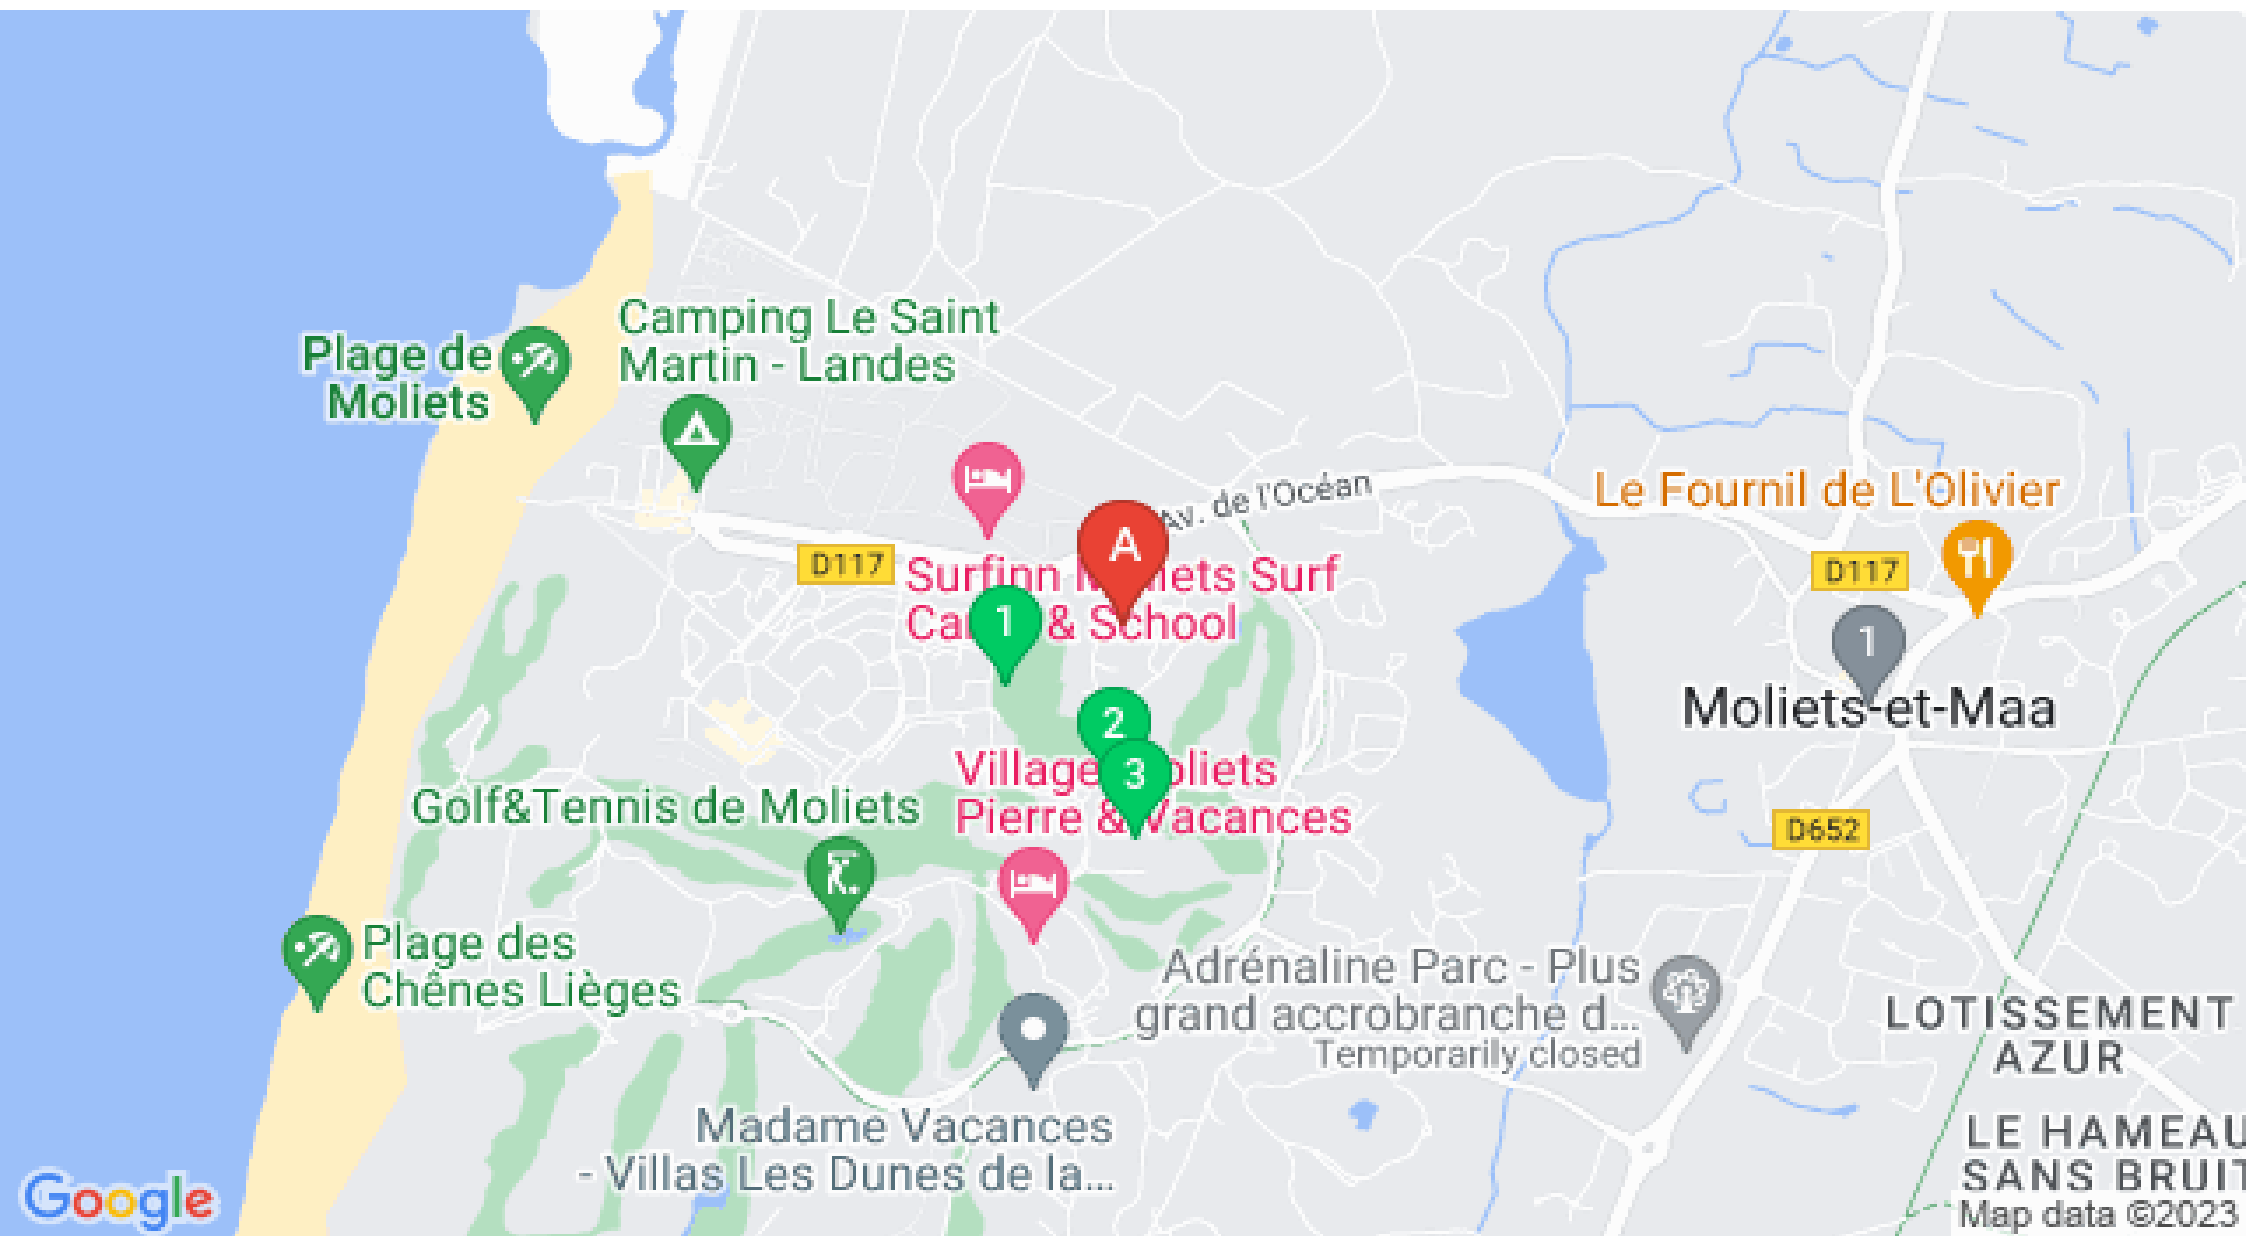 Camping Le Saint
Martin - Landes
Plage de
Moliets
Av. de l'Océan
Le Fournil de L'Olivier
A
D117
D117
Surfinn Moliets Surf
& School
1
1
Moliets-et-Maa
2
3
Village Moliets
Pierre & Vacances
Golf&Tennis de Moliets
D652
Plage des
Chênes Lièges
Adrénaline Parc - Plus
grand accrobranche d...
Temporarily closed
LOTISSEMENT
AZUR
Madame Vacances
- Villas Les Dunes de la...
LE HAMEAU
SANS BRUIT
Google
Map data ©2023